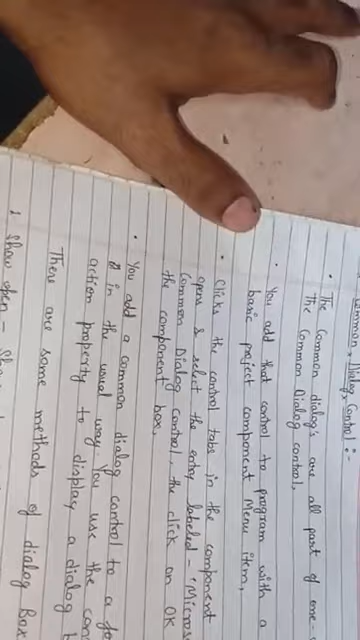 Common, Dialog, Control :-
• The Common dialog's are all part of one-
The Common Dialog control,
• You add that control to program with a
basic project component Menu item,
• Clicks the control tabs in the component
opens & select the entry labeled - 'Micros
Common Dialog Control, the click on OK
the component box.
• You add a common dialog control to a fo
in the usual way. You use the com
action property to display a dialog b
There are some methods of dialog Box
1 Show open -